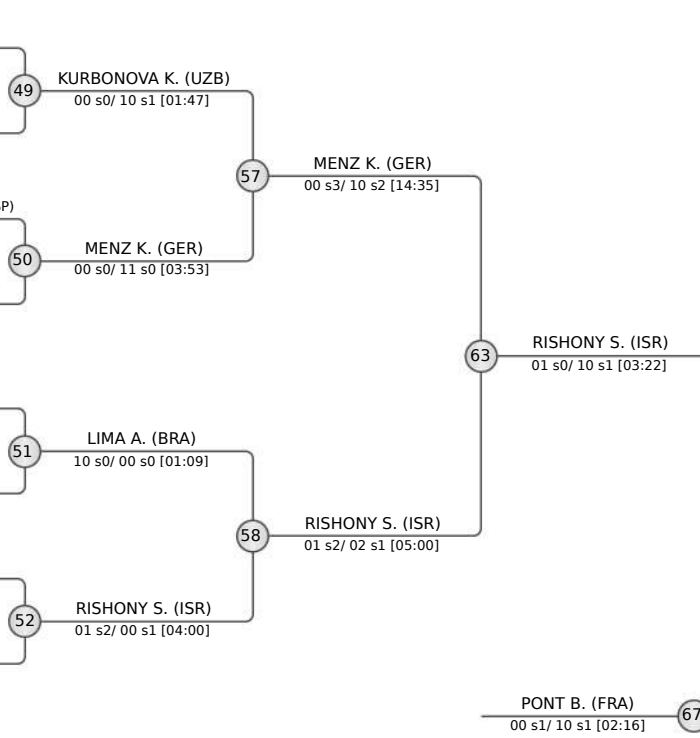 KURBONOVA K. (UZB)
49
00 s0/ 10 s1 [01:47]
MENZ K. (GER)
57
00 s3/ 10 s2 [14:35]
P)
MENZ K. (GER)
50
00 s0/ 11 s0 [03:53]
RISHONY S. (ISR)
63
01 s0/ 10 s1 [03:22]
LIMA A. (BRA)
51
10 s0/ 00 s0 [01:09]
RISHONY S. (ISR)
58
01 s2/ 02 s1 [05:00]
RISHONY S. (ISR)
52
01 s2/ 00 s1 [04:00]
PONT B. (FRA)
67
00 s1/ 10 s1 [02:16]